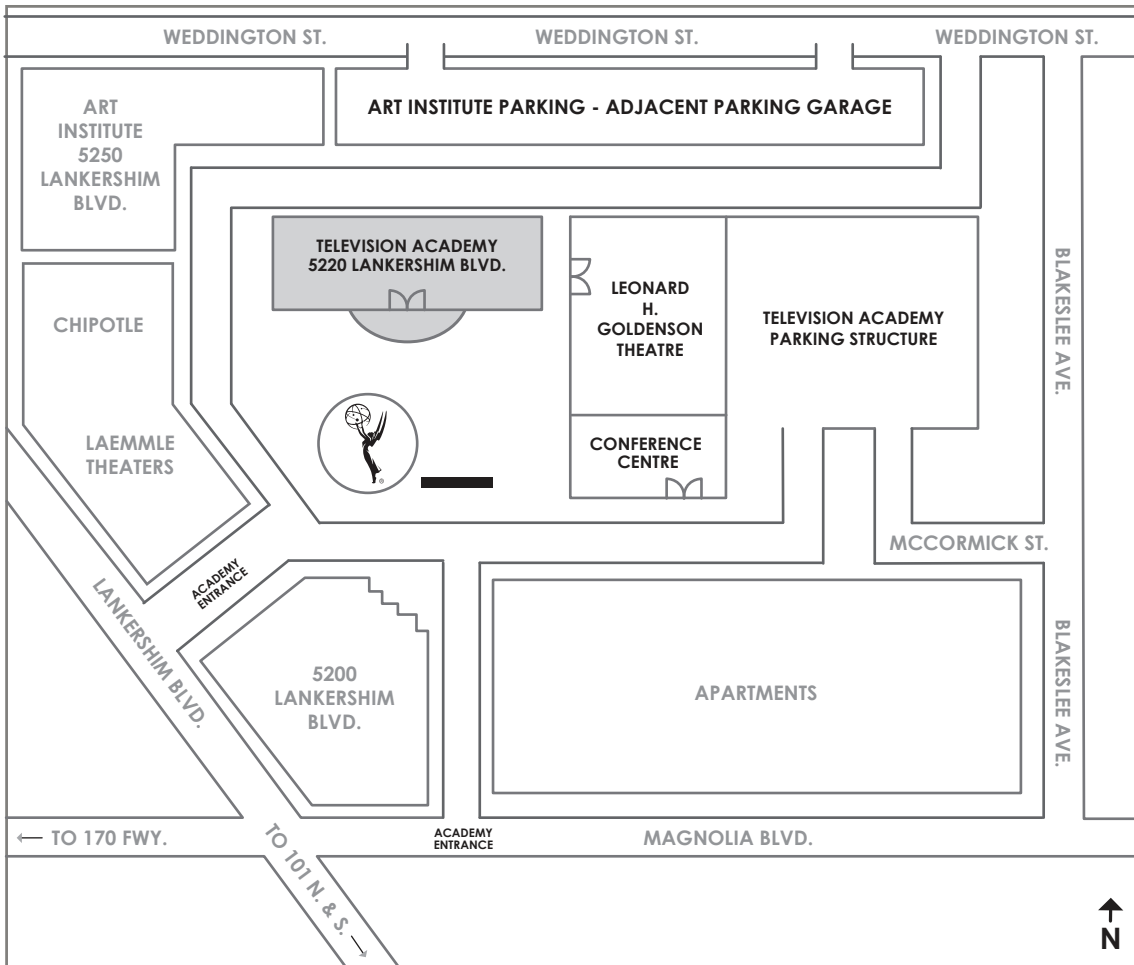 WEDDINGTON ST.
WEDDINGTON ST.
WEDDINGTON ST.
ART
INSTITUTE
5250
LANKERSHIM
BLVD.
ART INSTITUTE PARKING - ADJACENT PARKING GARAGE
TELEVISION ACADEMY
5220 LANKERSHIM BLVD.
LEONARD
H.
GOLDENSON
THEATRE
TELEVISION ACADEMY
PARKING STRUCTURE
BLAKESLEE AVE.
CHIPOTLE
LAEMMLE
THEATERS
®
CONFERENCE
CENTRE
MCCORMICK ST.
ACADEMY
ENTRANCE
LANKERSHIM BLVD.
5200
LANKERSHIM
BLVD.
APARTMENTS
BLAKESLEE AVE.
← TO 170 FWY.
TO 101 N. & S. →
ACADEMY
ENTRANCE
MAGNOLIA BLVD.
N